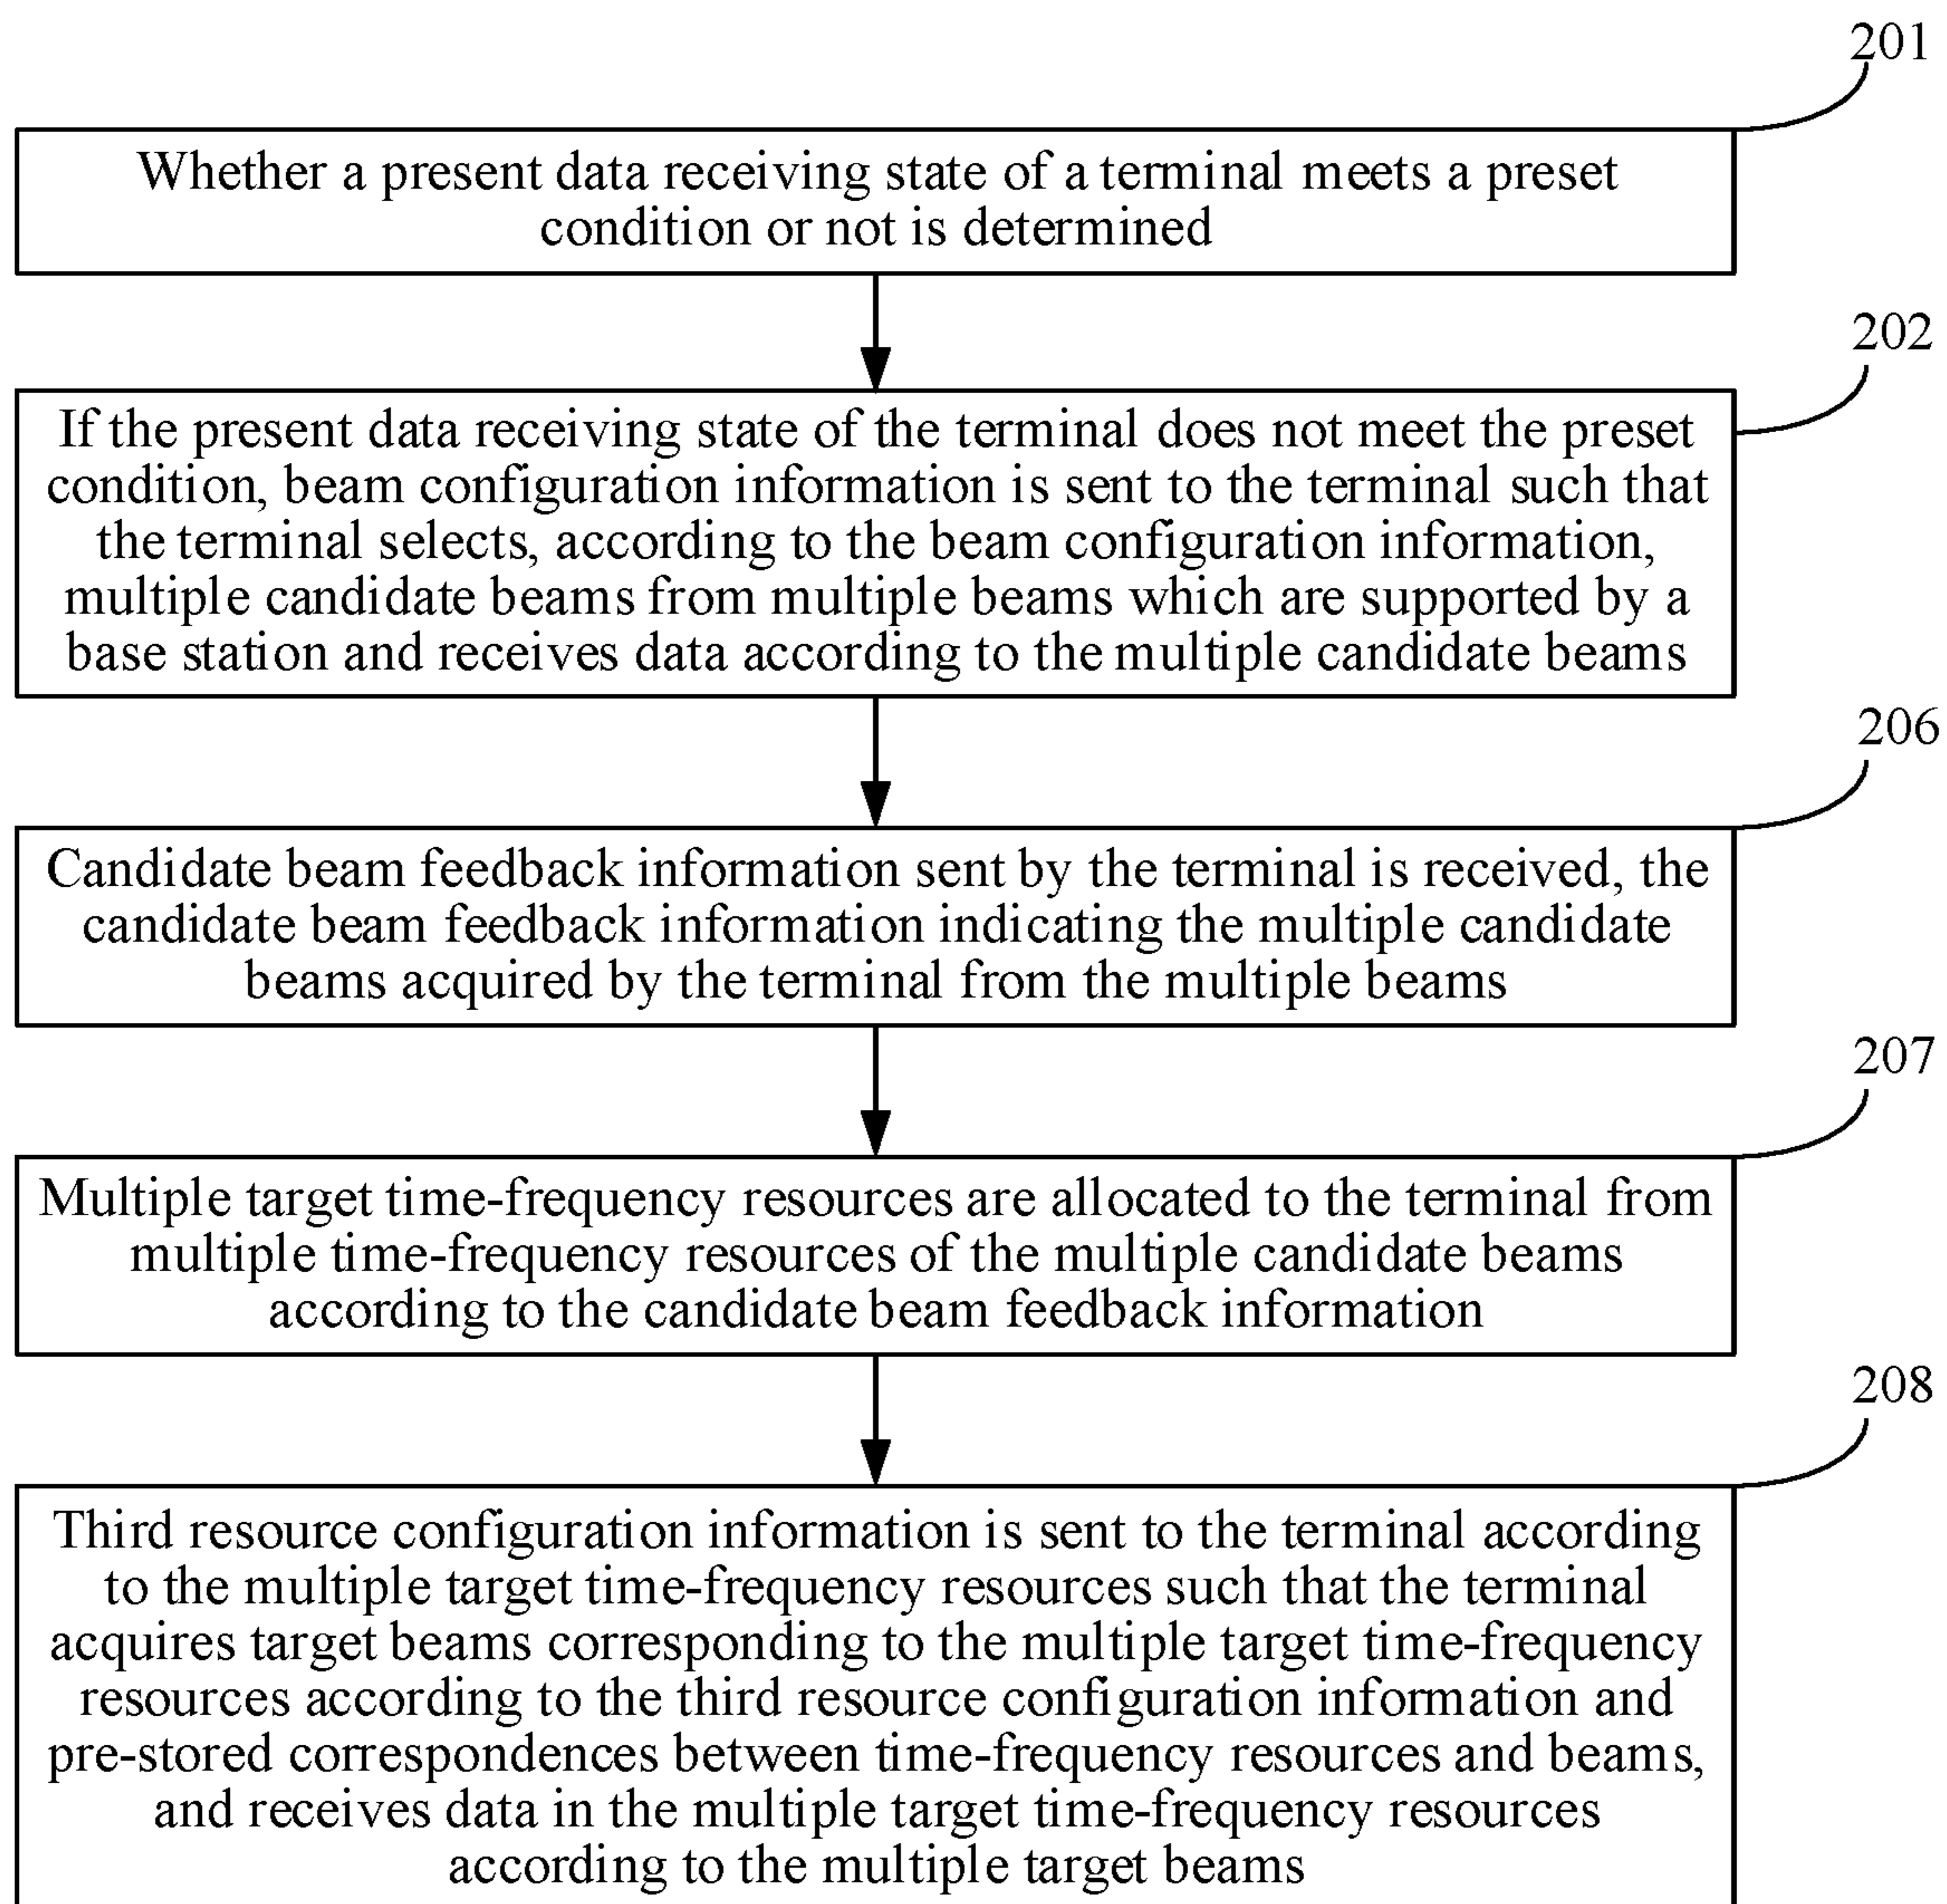 201
Whether a present data receiving state of a terminal meets a preset
condition or not is determined
202
If the present data receiving state of the terminal does not meet the preset
condition, beam configuration information is sent to the terminal such that
the terminal selects, according to the beam configuration information,
multiple candidate beams from multiple beams which are supported by a
base station and receives data according to the multiple candidate beams
206
Candidate beam feedback information sent by the terminal is received, the
candidate beam feedback information indicating the multiple candidate
beams acquired by the terminal from the multiple beams
207
Multiple target time-frequency resources are allocated to the terminal from
multiple time-frequency resources of the multiple candidate beams
according to the candidate beam feedback information
208
Third resource configuration information is sent to the terminal according
to the multiple target time-frequency resources such that the terminal
acquires target beams corresponding to the multiple target time-frequency
resources according to the third resource configuration information and
pre-stored correspondences between time-frequency resources and beams,
and receives data in the multiple target time-frequency resources
according to the multiple target beams